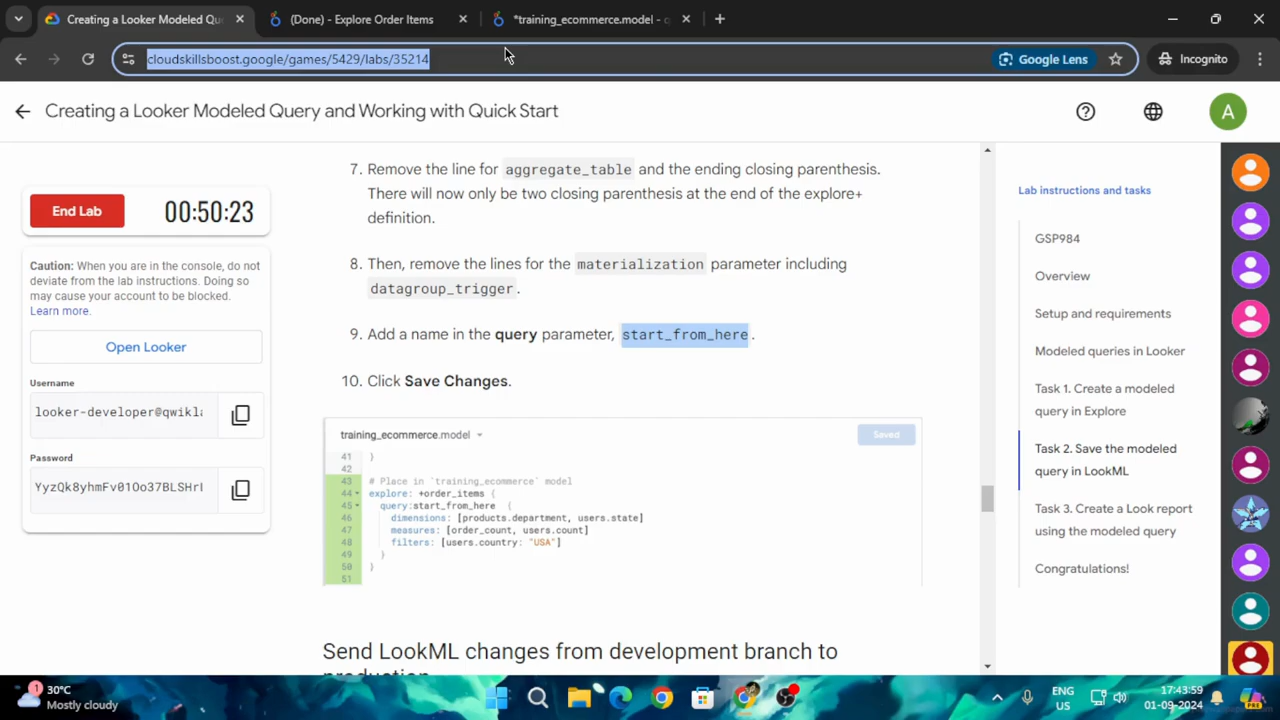 Creating a Looker Modeled Qu
(Done) - Explore Order Items
*training_ecommerce.model - q
cloudskillsboost.google/games/5429/labs/35214
Google Lens
Incognito
Creating a Looker Modeled Query and Working with Quick Start
A
7. Remove the line for aggregate_table and the ending closing parenthesis.
There will now only be two closing parenthesis at the end of the explore+
definition.
8. Then, remove the lines for the materialization parameter including
datagroup_trigger.
9. Add a name in the query parameter, start_from_here.
10. Click Save Changes.
End Lab
00:50:23
Caution: When you are in the console, do not
deviate from the lab instructions. Doing so
may cause your account to be blocked.
Learn more.
Open Looker
Username
looker-developer@qwikl
Password
YyzQk8yhmFv01Oo37BLSHr
training_ecommerce.model
Saved
41 }
42
43 # Place in `training_ecommerce` model
44 explore: +order_items {
45 query:start_from_here {
46 dimensions: [products.department, users.state]
47 measures: [order_count, users.count]
48 filters: [users.country: "USA"]
49 }
50 }
51
Send LookML changes from development branch to
production
Lab instructions and tasks
GSP984
Overview
Setup and requirements
Modeled queries in Looker
Task 1. Create a modeled
query in Explore
Task 2. Save the modeled
query in LookML
Task 3. Create a Look report
using the modeled query
Congratulations!
1
30°C
Mostly cloudy
ENG
US
17:43:59
01-09-2024
PRE